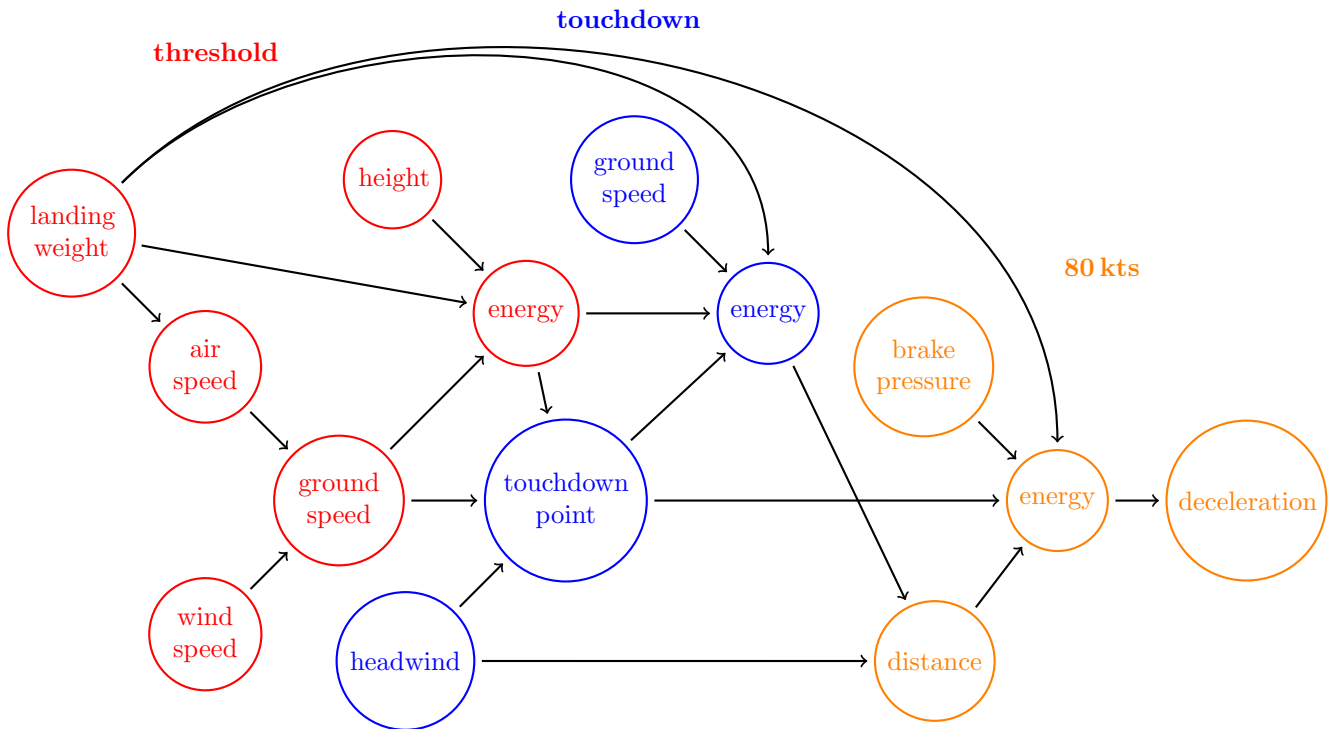 touchdown
threshold
height
ground
speed
landing
weight
80 kts
energy
energy
air
speed
brake
pressure
ground
speed
touchdown
point
energy
deceleration
wind
speed
headwind
distance